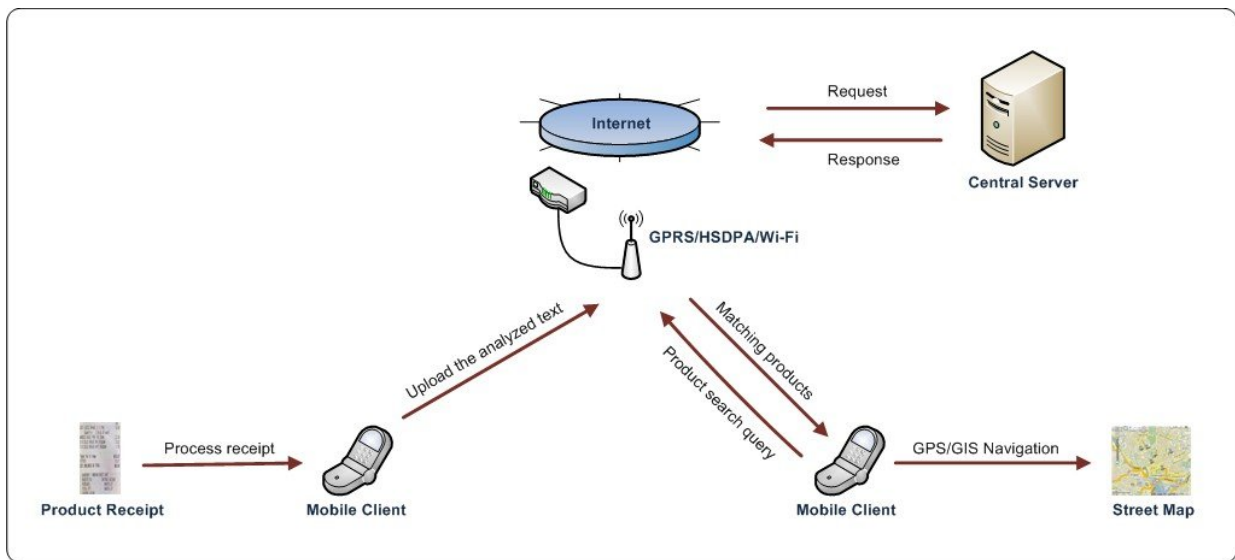 Internet
Request
Response
Central Server
GPRS/HSDPA/Wi-Fi
Upload the analyzed text
Matching products
Product search query
Process receipt
GPS/GIS Navigation
Product Receipt
Mobile Client
Mobile Client
Street Map